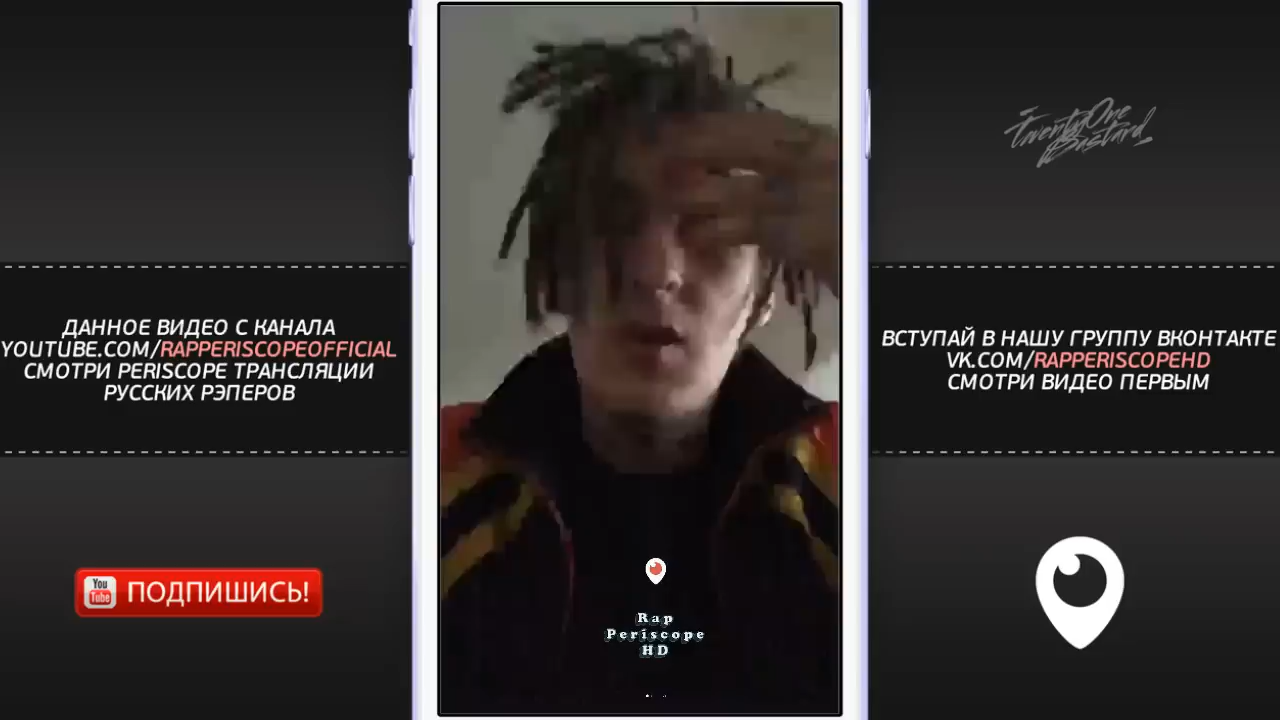 ДАННОЕ ВИДЕО С КАНАЛА
YOUTUBE.COM/RAPPERISCOPEOFFICIAL
СМОТРИ PERISCOPE ТРАНСЛЯЦИИ
РУССКИХ РЭПЕРОВ
You
Tube
ПОДПИШИСЬ!
Rap
Periscope
HD
TwentyOne
Bastard
ВСТУПАЙ В НАШУ ГРУППУ ВКОНТАКТЕ
VK.COM/RAPPERISCOPEHD
СМОТРИ ВИДЕО ПЕРВЫМ